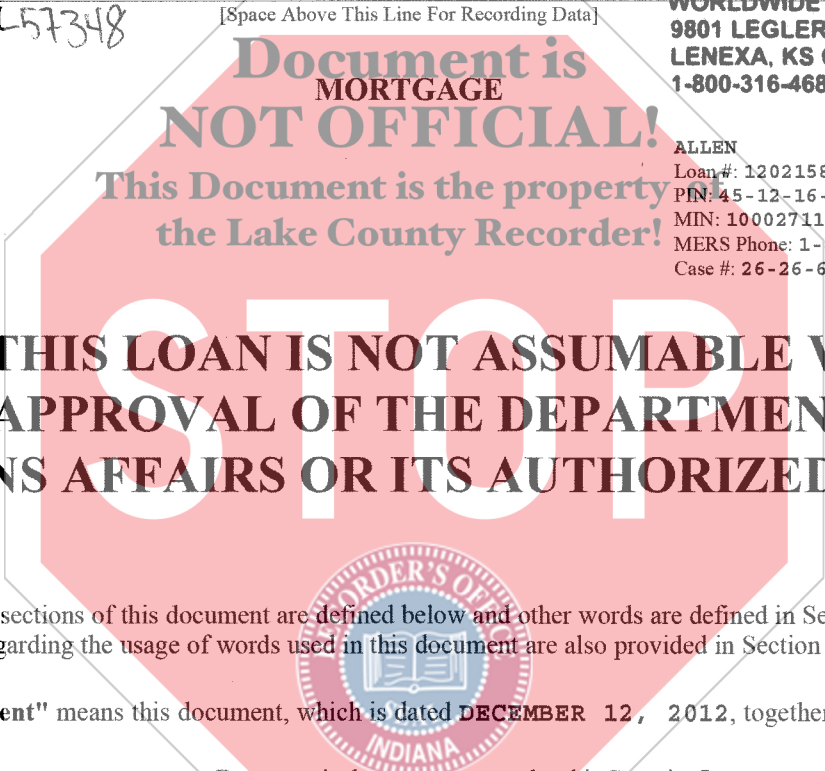 L57348
[Space Above This Line For Recording Data]
WORLDWIDE
9801 LEGLER
LENEXA, KS
1-800-316-468
Document is
MORTGAGE
NOT OFFICIAL!
This Document is the property of
the Lake County Recorder!
ALLEN
Loan #: 1202158
PIN: 45-12-16-
MIN: 10002711
MERS Phone: 1-
Case #: 26-26-6
STOP
THIS LOAN IS NOT ASSUMABLE
APPROVAL OF THE DEPARTMEN
NS AFFAIRS OR ITS AUTHORIZED
RECORDER'S OFFICE
sections of this document are defined below and other words are defined in Se
garding the usage of words used in this document are also provided in Section
ent" means this document, which is dated DECEMBER 12, 2012, together
INDIANA